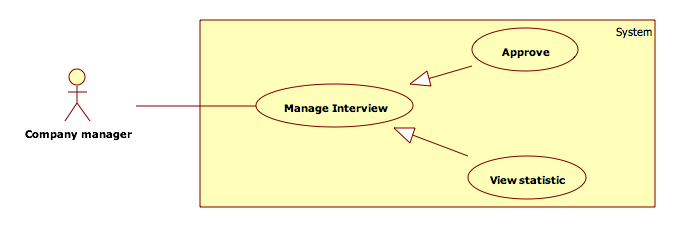 System
Approve
Manage Interview
Company manager
View statistic